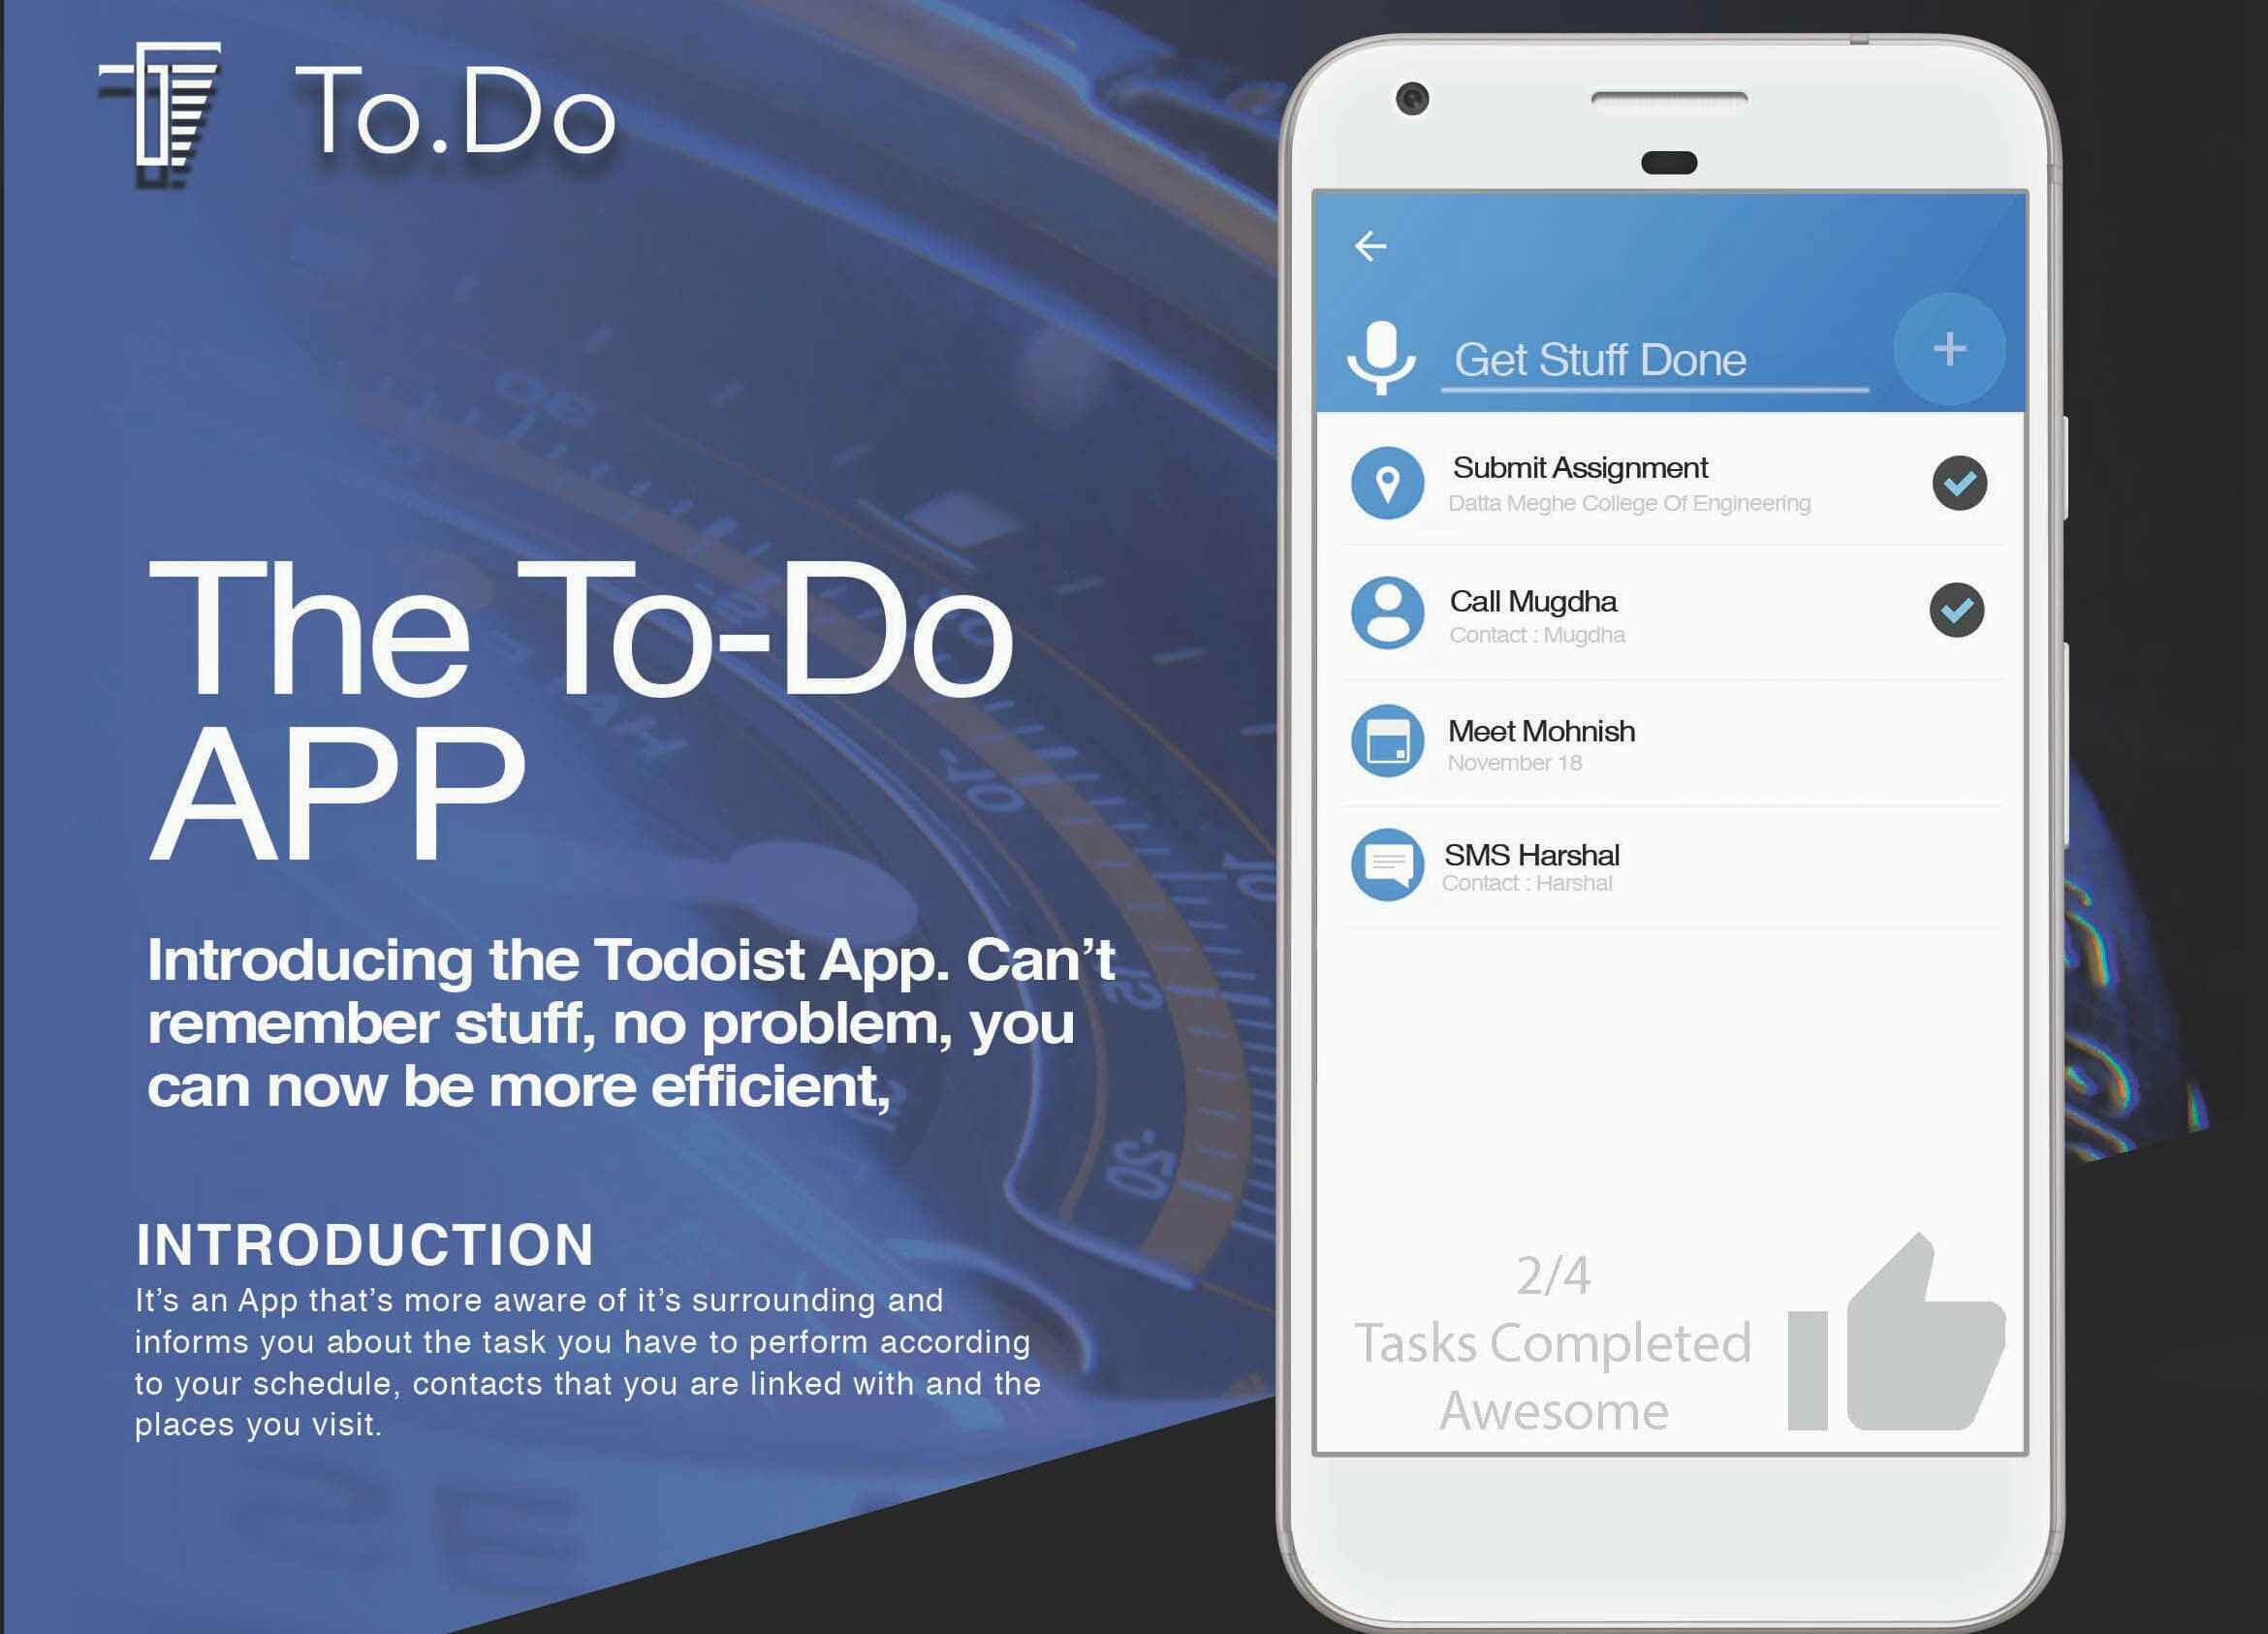 To.Do
The To-Do
APP
Introducing the Todoist App. Can't
remember stuff, no problem, you
can now be more efficient,
INTRODUCTION
It's an App that's more aware of it's surrounding and
informs you about the task you have to perform according
to your schedule, contacts that you are linked with and the
places you visit.
Get Stuff Done
+
Submit Assignment
Datta Meghe College Of Engineering
Call Mugdha
Contact : Mugdha
Meet Mohnish
November 18
SMS Harshal
Contact : Harshal
2/4
Tasks Completed
Awesome